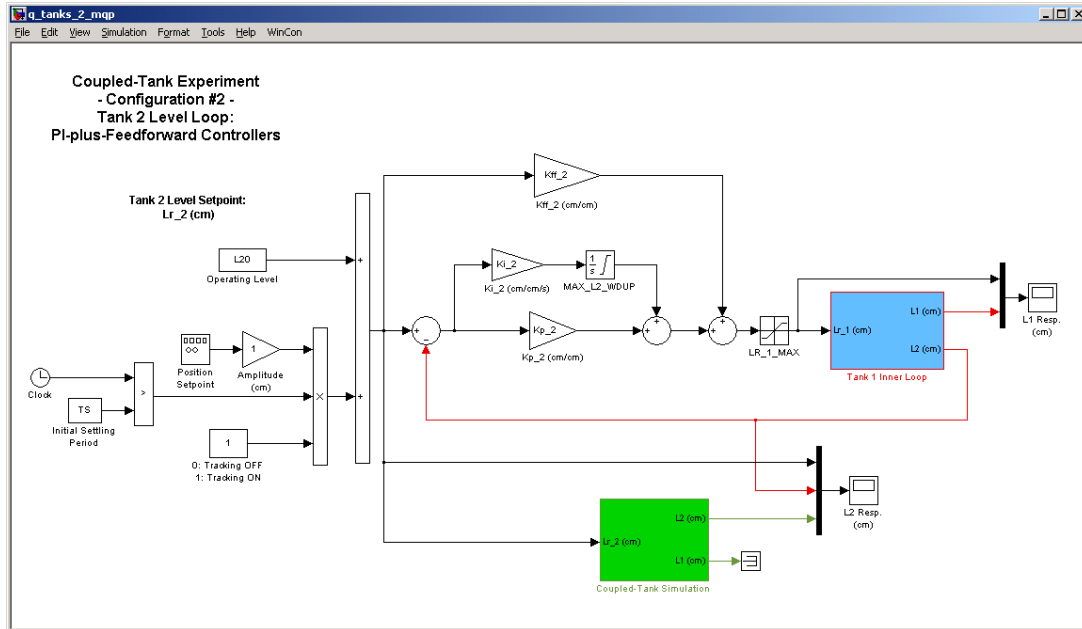 q_tanks_2_mqp
File Edit View Simulation Format Tools Help WinCon
Coupled-Tank Experiment
- Configuration #2 -
Tank 2 Level Loop:
PI-plus-Feedforward Controllers
Kff_2
Kff_2 (cm/cm)
Tank 2 Level Setpoint:
Lr_2 (cm)
L20
Operating Level
+
Ki_2
Ki_2 (cm/cm/s)
1
s
MAX_L2_WDUP
+
−
Kp_2
Kp_2 (cm/cm)
+
+
+
+
LR_1_MAX
Lr_1 (cm)
L1 (cm)
L2 (cm)
Tank 1 Inner Loop
L1 Resp.
(cm)
Position
Setpoint
1
Amplitude
(cm)
Clock
TS
Initial Settling
Period
>
×
+
1
0: Tracking OFF
1: Tracking ON
L2 Resp.
(cm)
Lr_2 (cm)
L2 (cm)
L1 (cm)
Coupled-Tank Simulation